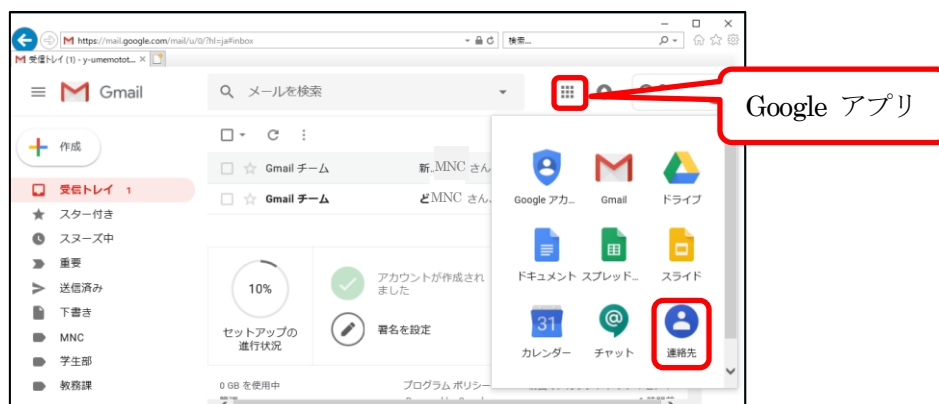 https://mail.google.com/mail/u/0/?hl=ja#inbox
検索...
受信トレイ (1) - y-umemotot...
Gmail
メールを検索
Google アプリ
作成
Gmail チーム 新..MNC さん
Gmail チーム どMNC さん、
受信トレイ 1
スター付き
スヌーズ中
重要
送信済み
下書き
MNC
学生部
教務課
10%
セットアップの
進行状況
アカウントが作成され
ました
署名を設定
0 GB を使用中
プログラム ポリシー
Google アカ...
Gmail
ドライブ
ドキュメント
スプレッド...
スライド
31
カレンダー
チャット
連絡先